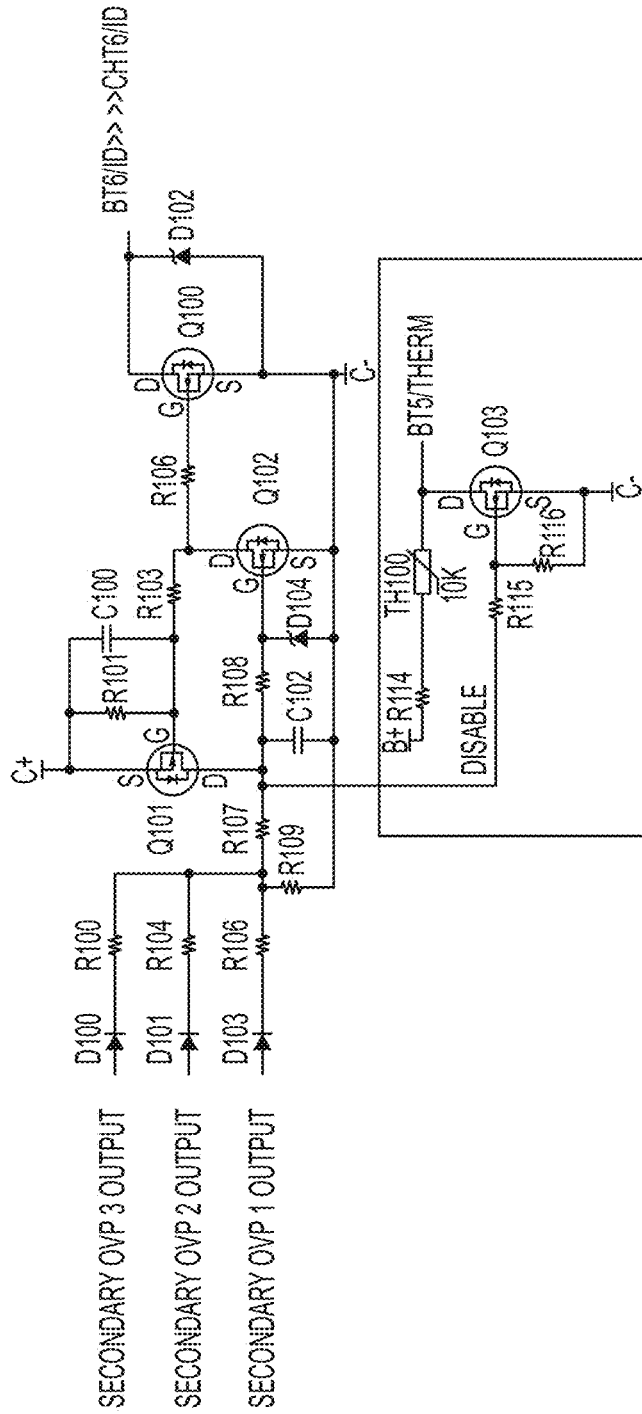 SECONDARY OVP 3 OUTPUT
SECONDARY OVP 2 OUTPUT
SECONDARY OVP 1 OUTPUT
D100
R100
D101
R104
D103
R106
R107
R109
C+
S
G
D
Q101
R101
C100
R103
R108
C102
D104
D
G
S
Q102
R106
D
G
S
Q100
D102
BT6/ID>> >>CHT6/ID
C-
B+
R114
TH100
10K
BT5/THERM
DISABLE
R115
R116
D
G
S
Q103
C-